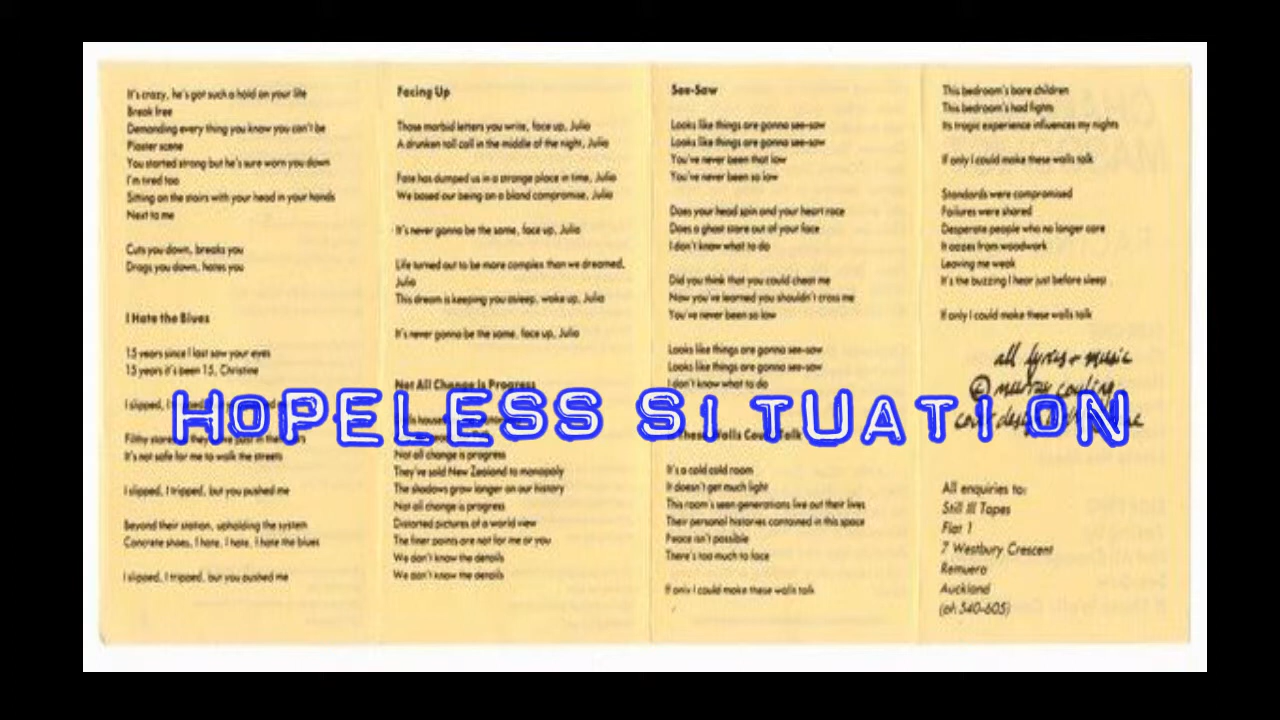 It's crazy, he's got such a hold on your life
Break free
Demanding every thing you know you can't be
Plaster scene
You started strong but he's sure worn you down
I'm tired too
Sitting on the stairs with your head in your hands
Next to me
Cuts you down, breaks you
Drags you down, hates you
I Hate the Blues
15 years since I last saw your eyes
15 years it's been 15, Christine
I slipped, I
Filthy
It's not safe for me to walk the streets
I slipped, I tripped, but you pushed me
Beyond their station, upholding the system
Concrete shoes, I hate, I hate, I hate the blues
I slipped, I tripped, but you pushed me
Facing Up
Those morbid letters you write, face up, Julia
A drunken toll call in the middle of the night, Julia
Fate has dumped us in a strange place in time, Julia
We based our being on a bland compromise, Julia
It's never gonna be the same, face up, Julia
Life turned out to be more complex than we dreamed,
Julia
This dream is keeping you asleep, wake up, Julia
It's never gonna be the same, face up, Julia
Not All Change Is Progress
Not all change is progress
They've sold New Zealand to monopoly
The shadows grow longer on our history
Not all change is progress
Distorted pictures of a world view
The finer points are not for me or you
We don't know the details
We don't know the details
See-Saw
Looks like things are gonna see-saw
Looks like things are gonna see-saw
You've never been that low
You've never been so low
Does your head spin and your heart race
Does a ghost stare out of your face
I don't know what to do
Did you think that you could cheat me
Now you've learned you shouldn't cross me
You've never been so low
Looks like things are gonna see-saw
Looks like things are gonna see-saw
I don't know what to do
These Walls Could Talk
It's a cold cold room
It doesn't get much light
This room's seen generations live out their lives
Their personal histories contained in this space
Peace isn't possible
There's too much to face
If only I could make these walls talk
This bedroom's bore children
This bedroom's had fights
Its tragic experience influences my nights
If only I could make these walls talk
Standards were compromised
Failures were shared
Desperate people who no longer care
It oozes from woodwork
Leaving me weak
It's the buzzing I hear just before sleep
If only I could make these walls talk
all lyrics + music
© murray couling
All enquiries to:
Still Ill Tapes
Flat 1
7 Westbury Crescent
Remuera
Auckland
(ph 540-605)
HOPELESS SITUATION